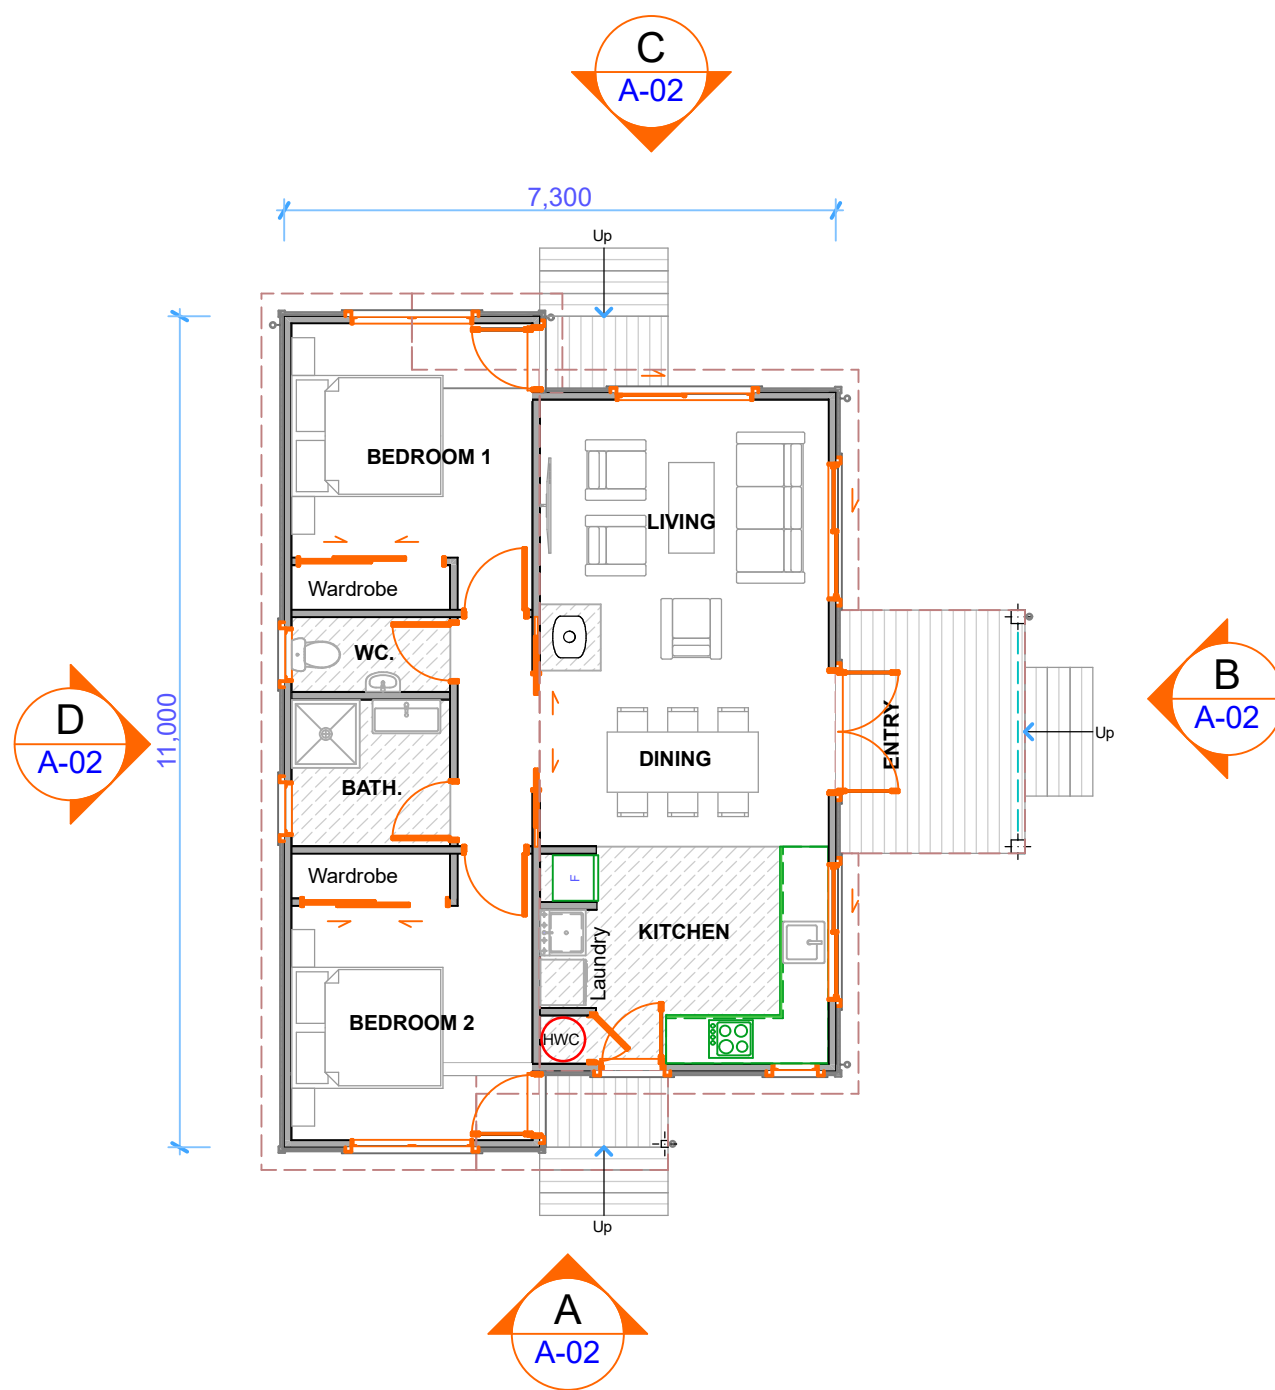 C
A-02
7,300
Up
BEDROOM 1
LIVING
Wardrobe
WC.
B
A-02
D
A-02
11,000
ENTRY
Up
DINING
BATH.
Wardrobe
F
KITCHEN
Laundry
BEDROOM 2
HWC
Up
A
A-02